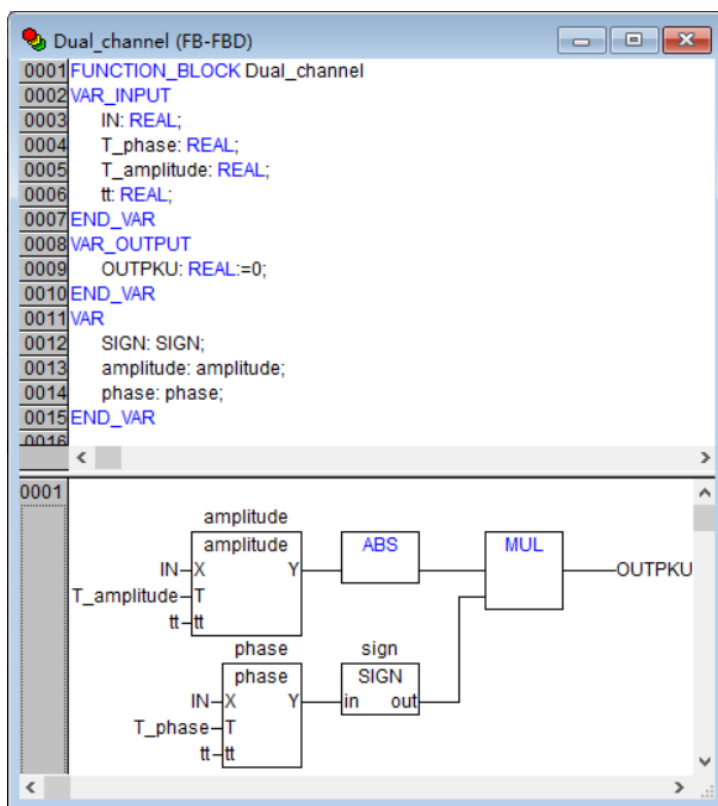 Dual_channel (FB-FBD)
0001 FUNCTION_BLOCK Dual_channel
0002 VAR_INPUT
0003 IN: REAL;
0004 T_phase: REAL;
0005 T_amplitude: REAL;
0006 tt: REAL;
0007 END_VAR
0008 VAR_OUTPUT
0009 OUTPKU: REAL:=0;
0010 END_VAR
0011 VAR
0012 SIGN: SIGN;
0013 amplitude: amplitude;
0014 phase: phase;
0015 END_VAR
0016
0001
amplitude
amplitude ABS MUL
IN X Y OUTPKU
T_amplitude T
tt tt
phase sign
phase SIGN
IN X Y in out
T_phase T
tt tt